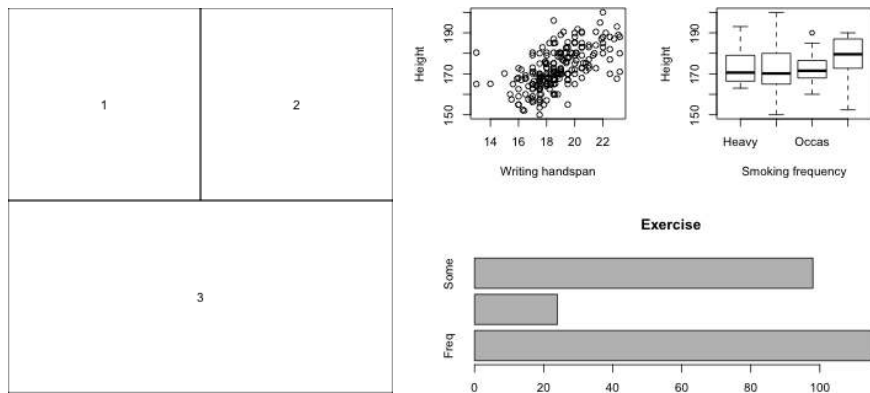 1
2
3
Height
150
170
190
14
16
18
20
22
Writing handspan
Height
150
170
190
Heavy
Occas
Smoking frequency
Exercise
Some
Freq
0
20
40
60
80
100